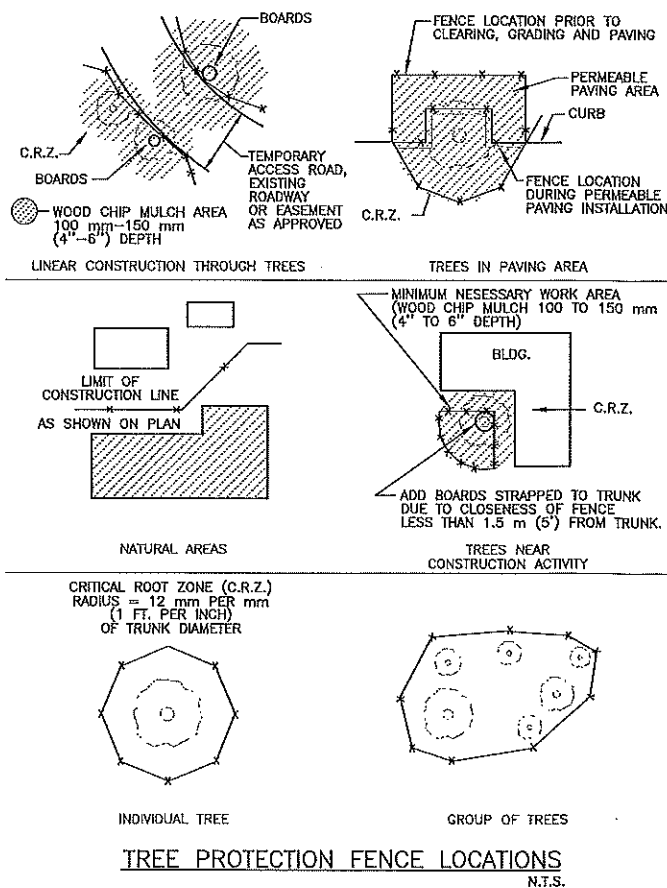 BOARDS
C.R.Z.
BOARDS
TEMPORARY
ACCESS ROAD,
EXISTING
ROADWAY
OR EASEMENT
AS APPROVED
WOOD CHIP MULCH AREA
100 mm-150 mm
(4"-6") DEPTH
LINEAR CONSTRUCTION THROUGH TREES
FENCE LOCATION PRIOR TO
CLEARING, GRADING AND PAVING
PERMEABLE
PAVING AREA
CURB
FENCE LOCATION
DURING PERMEABLE
PAVING INSTALLATION
C.R.Z.
TREES IN PAVING AREA
LIMIT OF
CONSTRUCTION LINE
AS SHOWN ON PLAN
NATURAL AREAS
MINIMUM NESESSARY WORK AREA
(WOOD CHIP MULCH 100 TO 150 mm
(4" TO 6" DEPTH)
BLDG.
C.R.Z.
ADD BOARDS STRAPPED TO TRUNK
DUE TO CLOSENESS OF FENCE
LESS THAN 1.5 m (5') FROM TRUNK.
TREES NEAR
CONSTRUCTION ACTIVITY
CRITICAL ROOT ZONE (C.R.Z.)
RADIUS = 12 mm PER mm
(1 FT. PER INCH)
OF TRUNK DIAMETER
INDIVIDUAL TREE
GROUP OF TREES
TREE PROTECTION FENCE LOCATIONS
N.T.S.